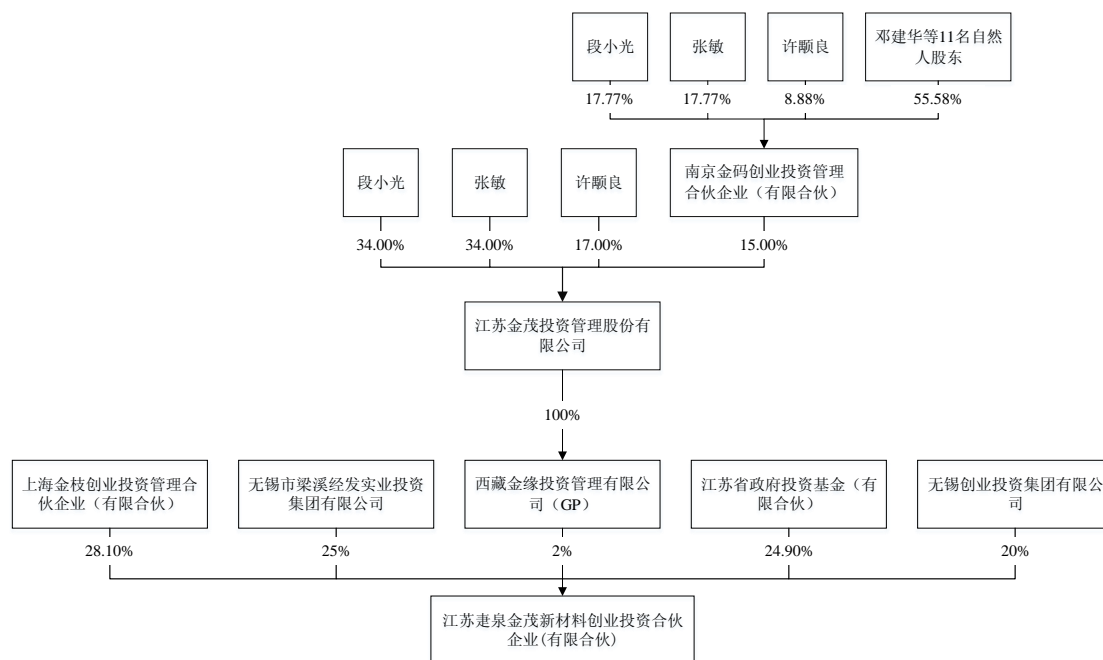 段小光
张敏
许颙良
邓建华等11名自然
人股东
17.77%
17.77%
8.88%
55.58%
段小光
张敏
许颙良
南京金码创业投资管理
合伙企业（有限合伙）
34.00%
34.00%
17.00%
15.00%
江苏金茂投资管理股份有
限公司
100%
上海金枝创业投资管理合
伙企业（有限合伙）
无锡市梁溪经发实业投资
集团有限公司
西藏金缘投资管理有限公
司（GP）
江苏省政府投资基金（有
限合伙）
无锡创业投资集团有限公
司
28.10%
25%
2%
24.90%
20%
江苏疌泉金茂新材料创业投资合伙
企业(有限合伙)